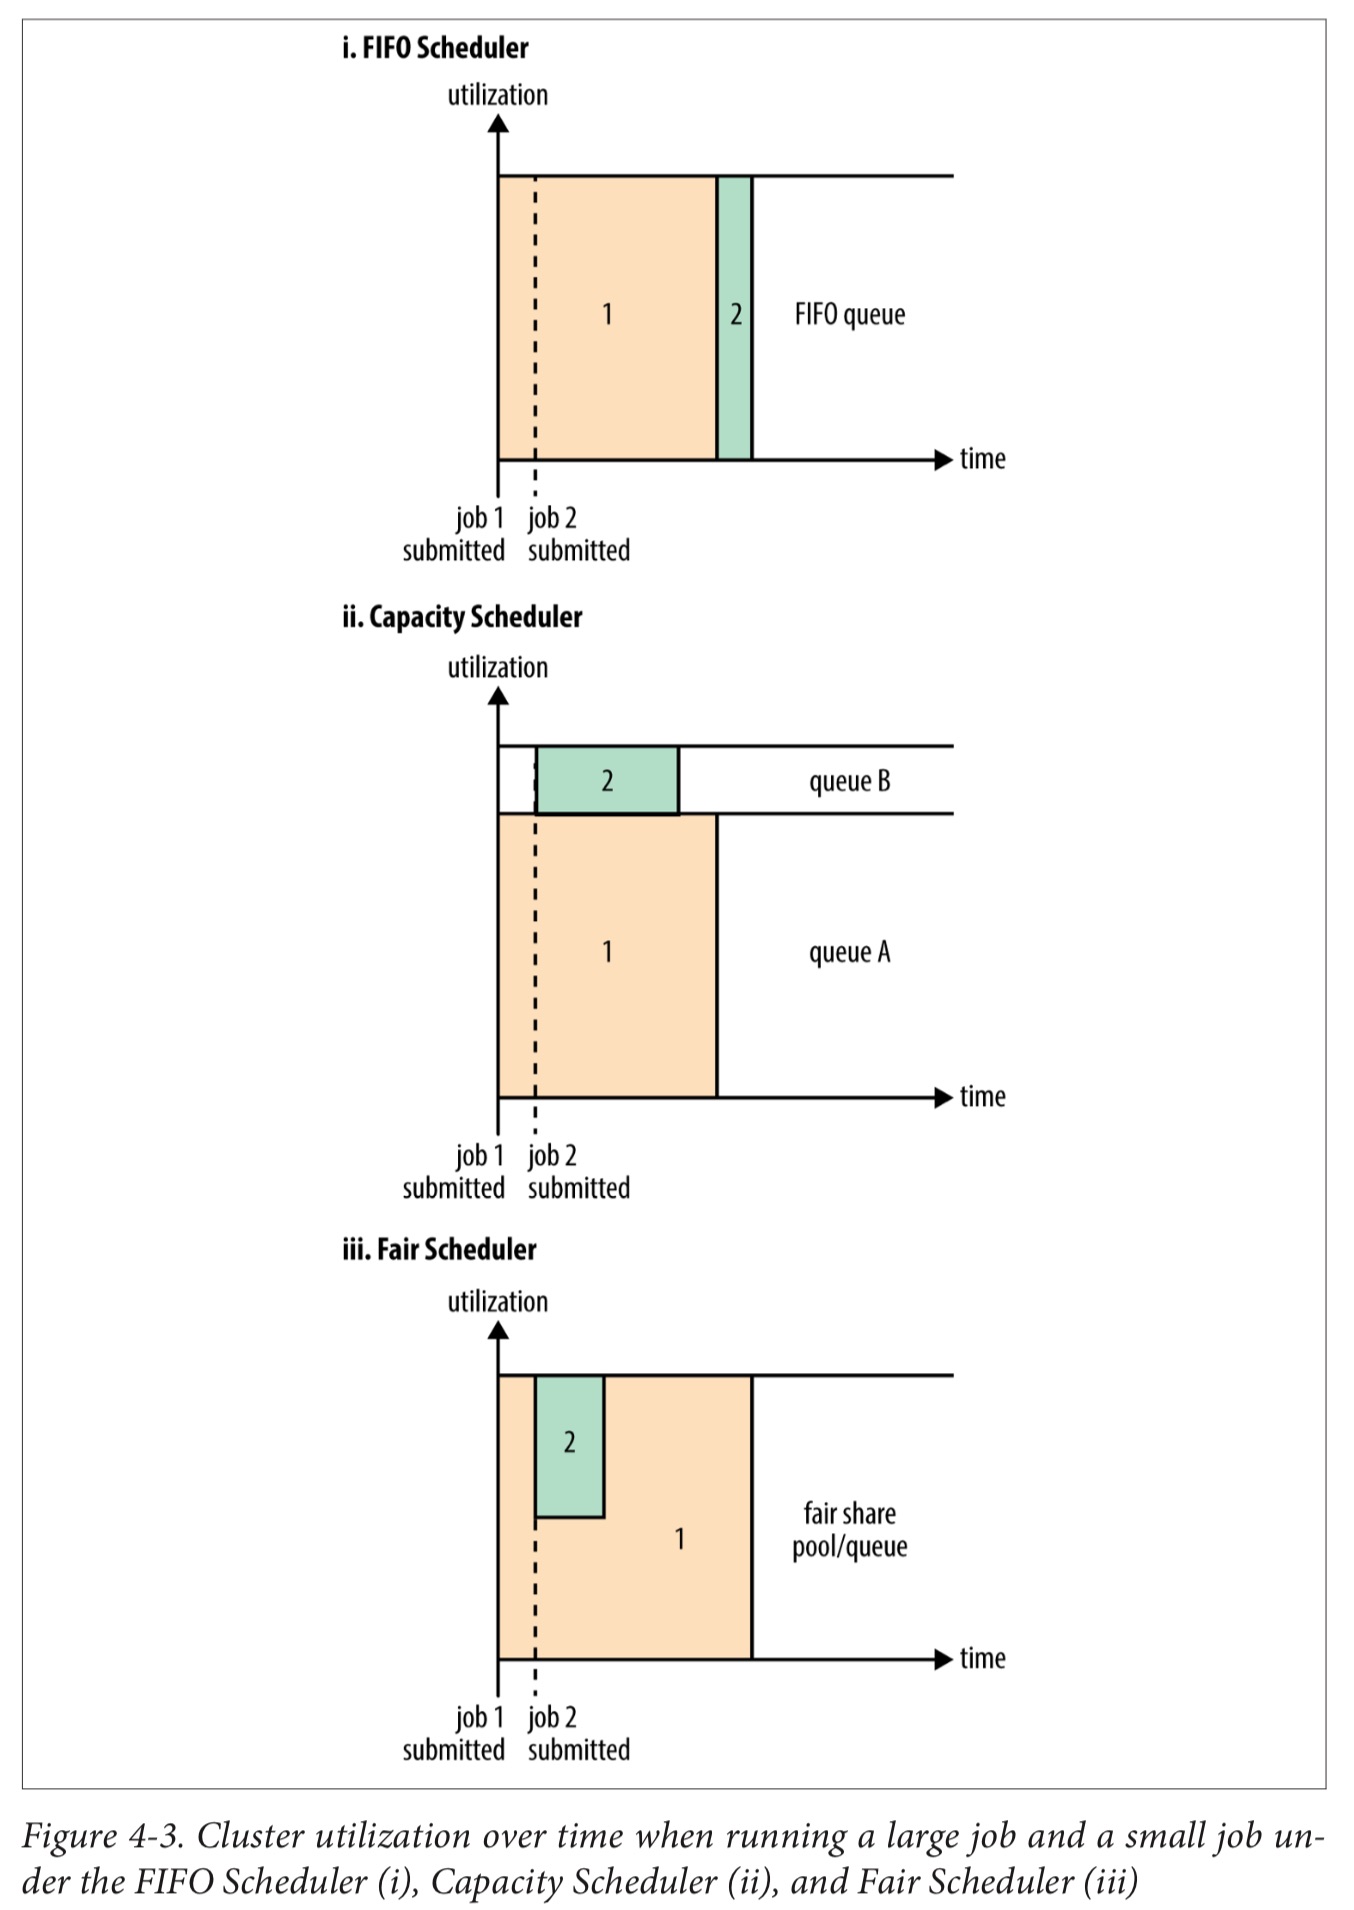 i. FIFO Scheduler
utilization
1
2
FIFO queue
time
job 1 job 2
submitted submitted
ii. Capacity Scheduler
utilization
2
queue B
1
queue A
time
job 1 job 2
submitted submitted
iii. Fair Scheduler
utilization
2
1
fair share
pool/queue
time
job 1 job 2
submitted submitted
Figure 4-3. Cluster utilization over time when running a large job and a small job un-
der the FIFO Scheduler (i), Capacity Scheduler (ii), and Fair Scheduler (iii)